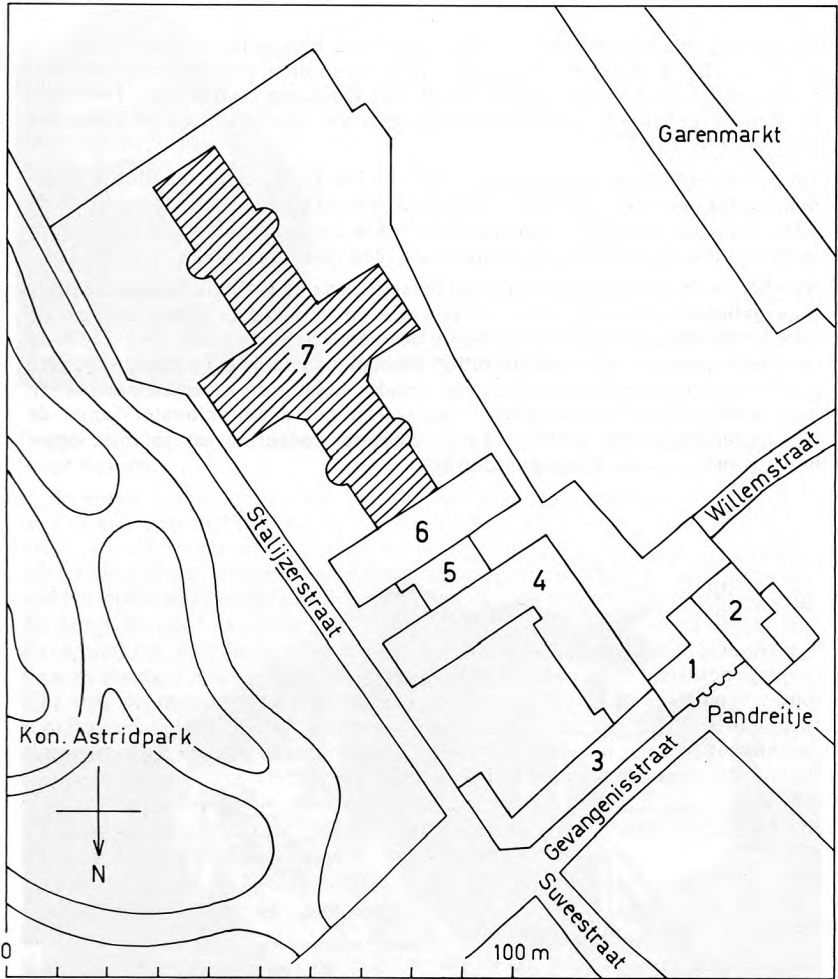 Garenmarkt
7
Willemstraat
6
Stalijzerstraat
5
4
2
1
Pandreitje
Kon. Astridpark
3
Gevangenisstraat
N
Suveestraat
0
100 m